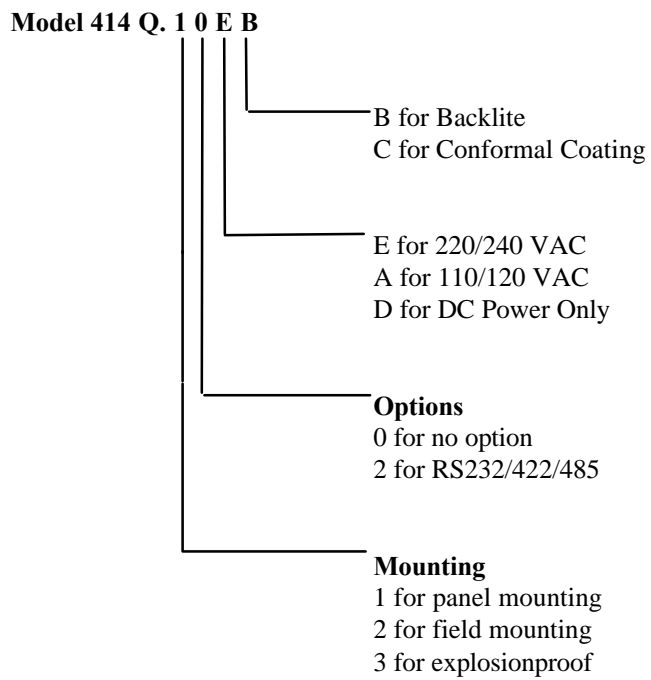 Model 414 Q. 1 0 E B
B for Backlite
C for Conformal Coating
E for 220/240 VAC
A for 110/120 VAC
D for DC Power Only
Options
0 for no option
2 for RS232/422/485
Mounting
1 for panel mounting
2 for field mounting
3 for explosionproof